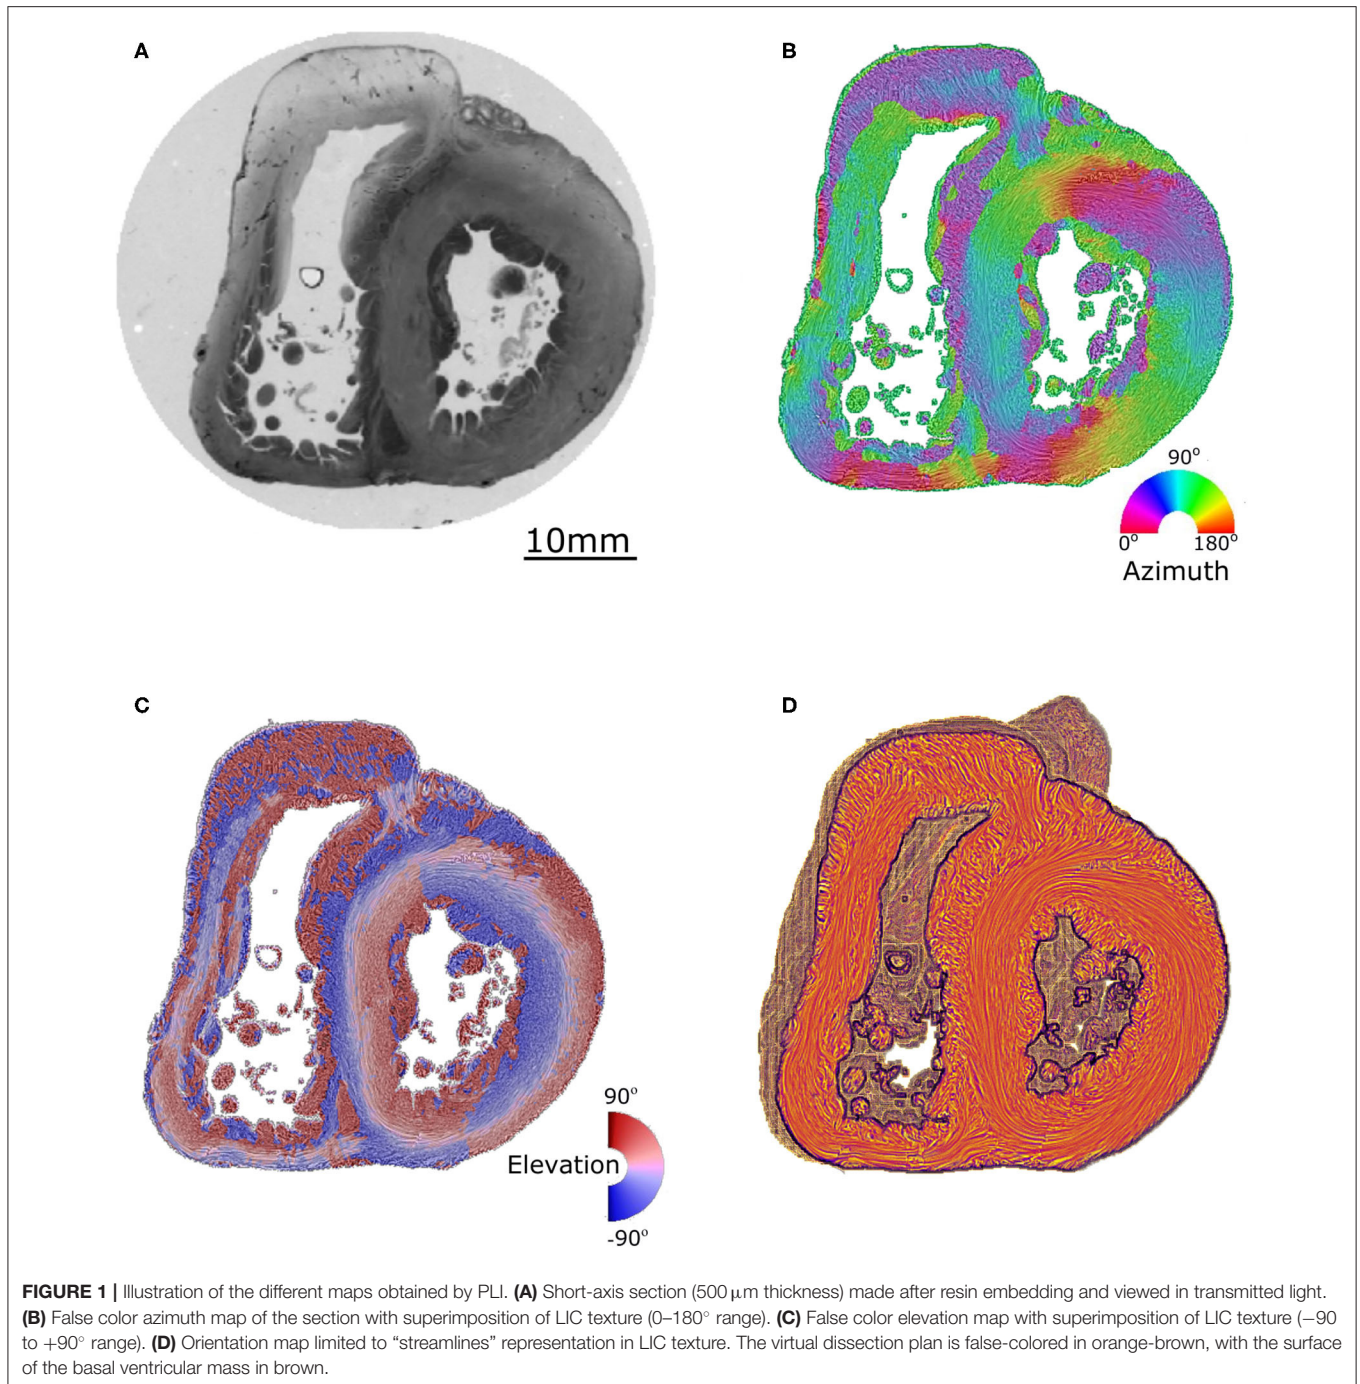 A
B
10mm
90°
0°
180°
Azimuth
C
D
90°
Elevation
-90°
FIGURE 1 | Illustration of the different maps obtained by PLI. (A) Short-axis section (500 μm thickness) made after resin embedding and viewed in transmitted light.
(B) False color azimuth map of the section with superimposition of LIC texture (0–180° range). (C) False color elevation map with superimposition of LIC texture (−90
to +90° range). (D) Orientation map limited to “streamlines” representation in LIC texture. The virtual dissection plan is false-colored in orange-brown, with the surface
of the basal ventricular mass in brown.